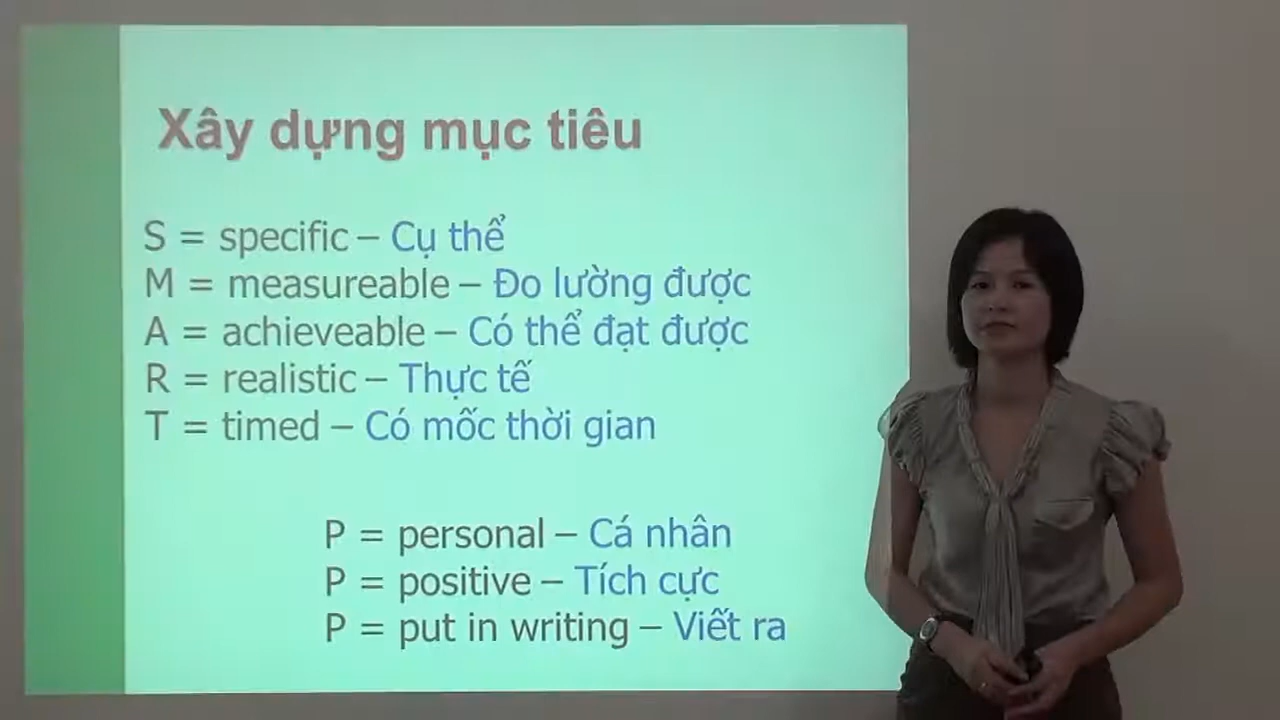 Xây dựng mục tiêu
S = specific – Cụ thể
M = measureable – Đo lường được
A = achieveable – Có thể đạt được
R = realistic – Thực tế
T = timed – Có mốc thời gian
P = personal – Cá nhân
P = positive – Tích cực
P = put in writing – Viết ra